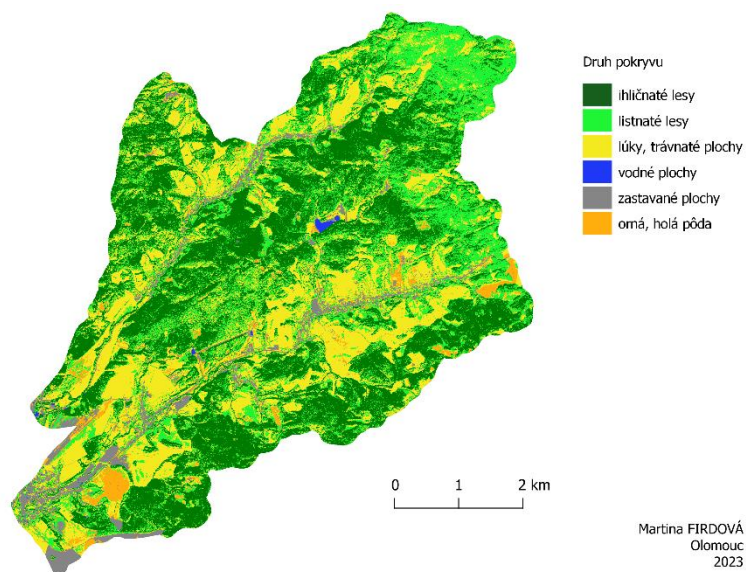 Druh pokryvu
ihličnaté lesy
listnaté lesy
lúky, trávnaté plochy
vodné plochy
zastavané plochy
orná, holá pôda
0 1 2 km
Martina FIRDOVÁ
Olomouc
2023